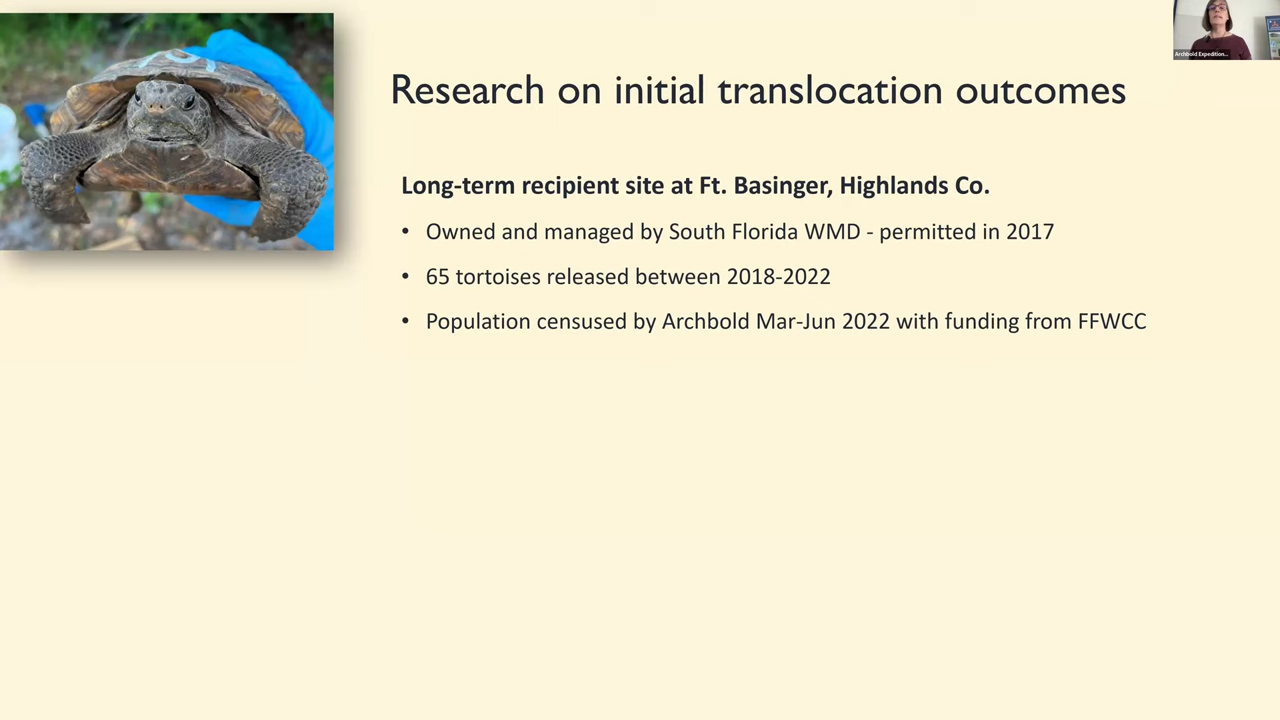 Research on initial translocation outcomes
Long-term recipient site at Ft. Basinger, Highlands Co.
• Owned and managed by South Florida WMD - permitted in 2017
• 65 tortoises released between 2018-2022
• Population censused by Archbold Mar-Jun 2022 with funding from FFWCC
Archbold Expedition...